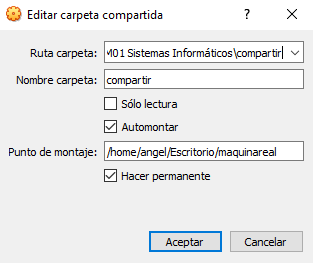 Editar carpeta compartida
?
Ruta carpeta: M01 Sistemas Informáticos\compartir
Nombre carpeta: compartir
Sólo lectura
Automontar
Punto de montaje: /home/angel/Escritorio/maquinareal
Hacer permanente
Aceptar Cancelar